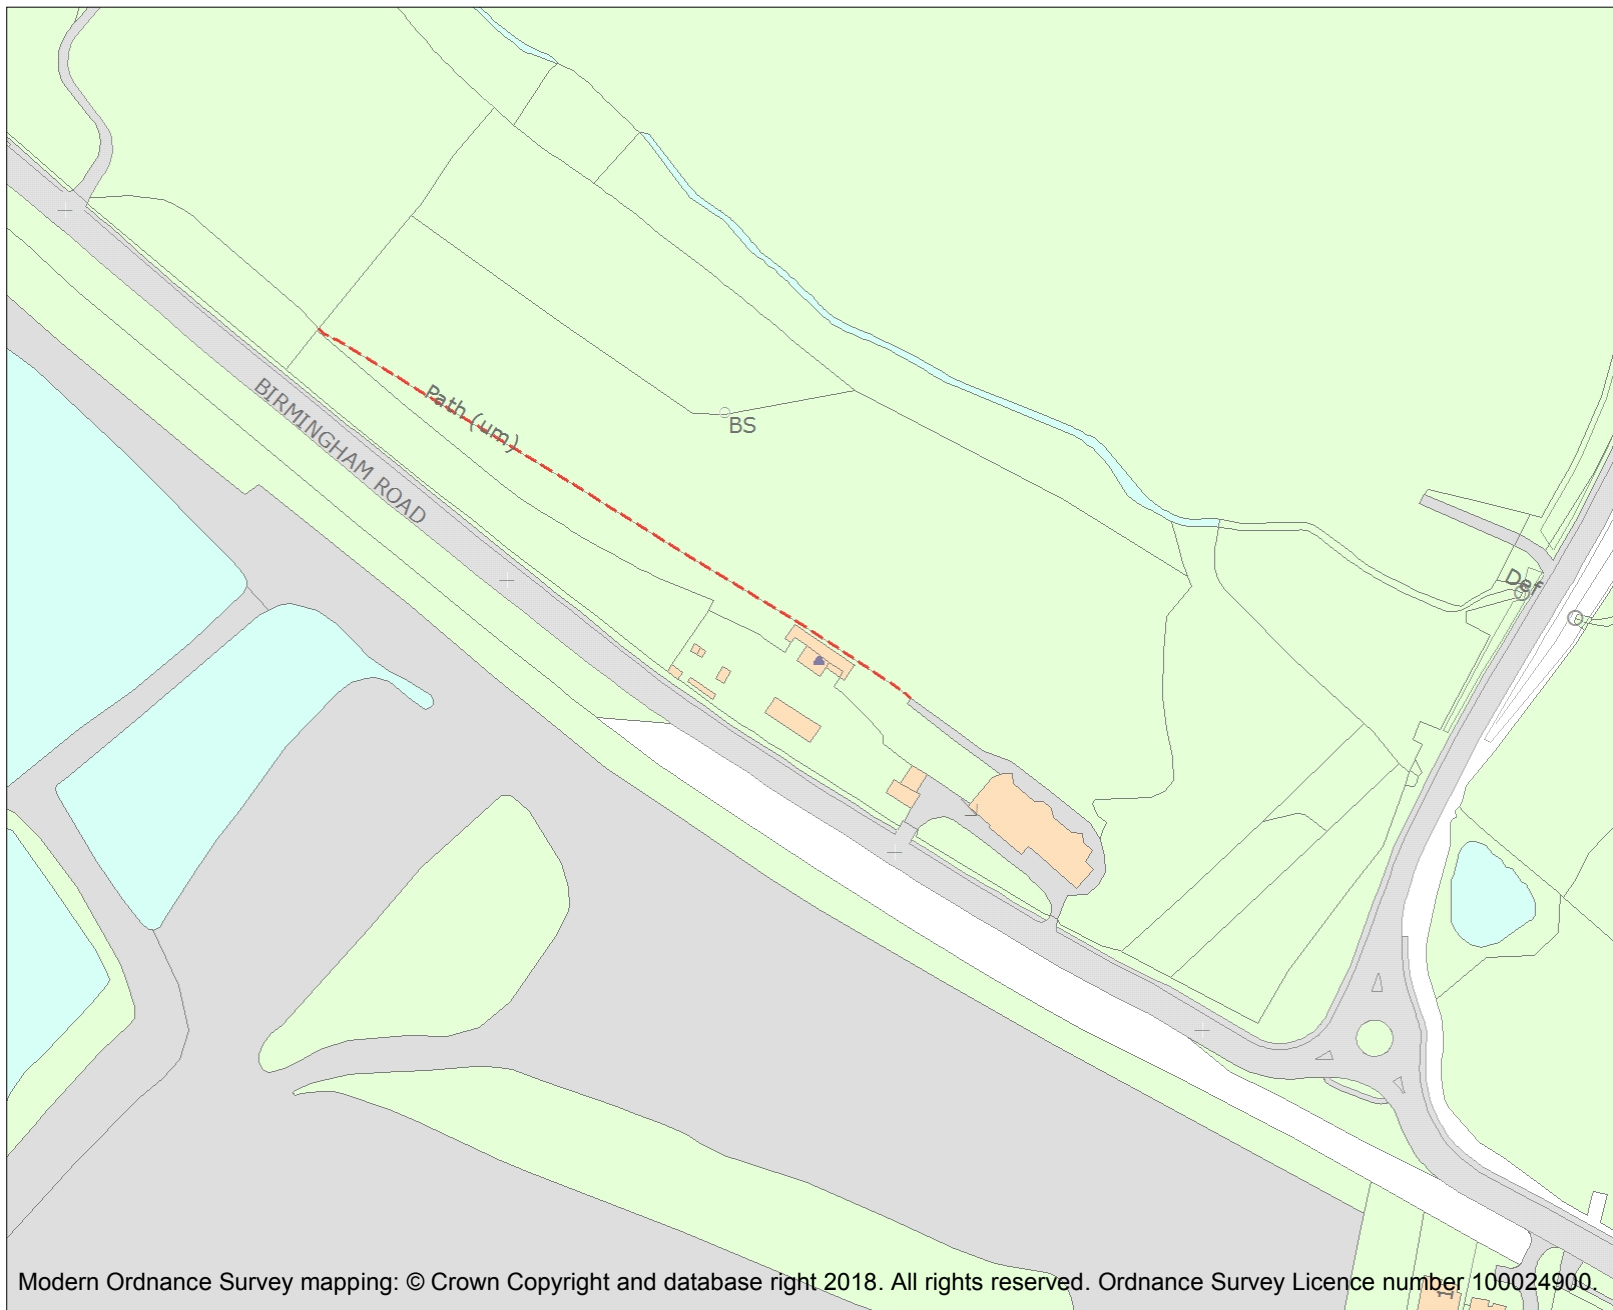 Path (um)
BIRMINGHAM ROAD
BS
Def
Modern Ordnance Survey mapping: © Crown Copyright and database right 2018. All rights reserved. Ordnance Survey Licence number 100024900.